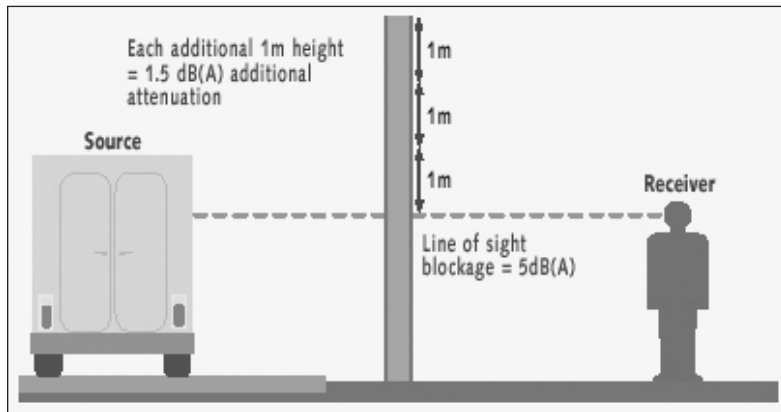 Each additional 1m height
= 1.5 dB(A) additional
attenuation
1m
1m
1m
Source
Receiver
Line of sight
blockage = 5dB(A)